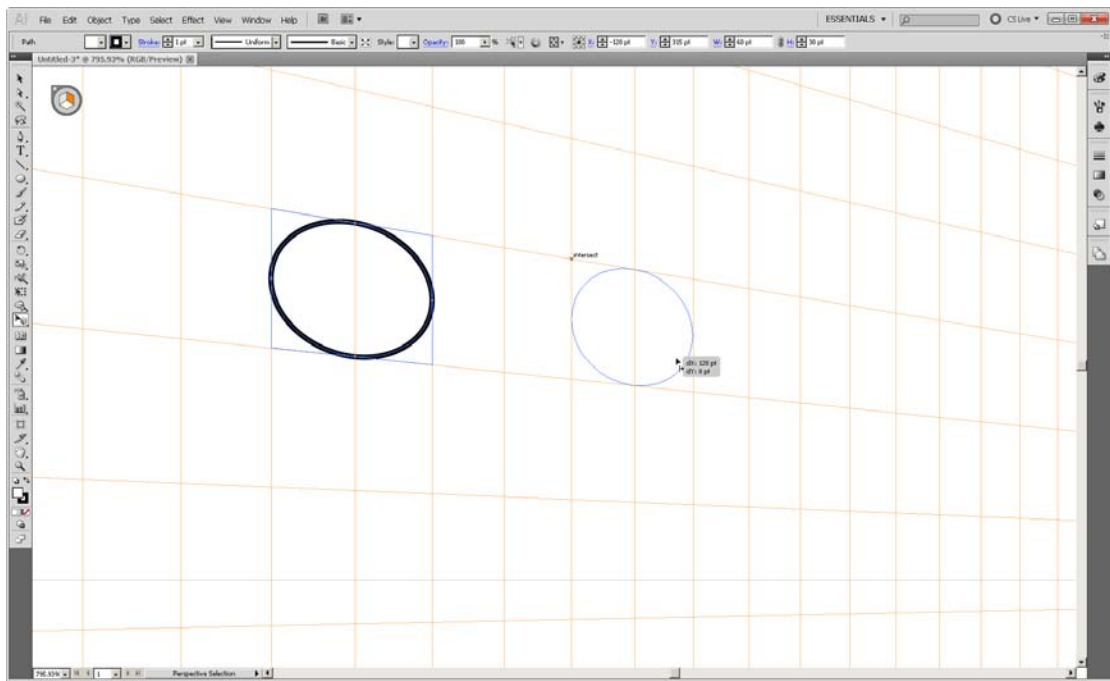 Ai File Edit Object Type Select Effect View Window Help Br ESSENTIALS CS Live
Path Stroke: 1 pt Uniform Basic Style: Opacity: 100 % X: -120 pt Y: 315 pt W: 60 pt H: 30 pt
Untitled-3* @ 795.93% (RGB/Preview)
intersect
dX: 120 pt
dY: 0 pt
795.93% 1 Perspective Selection